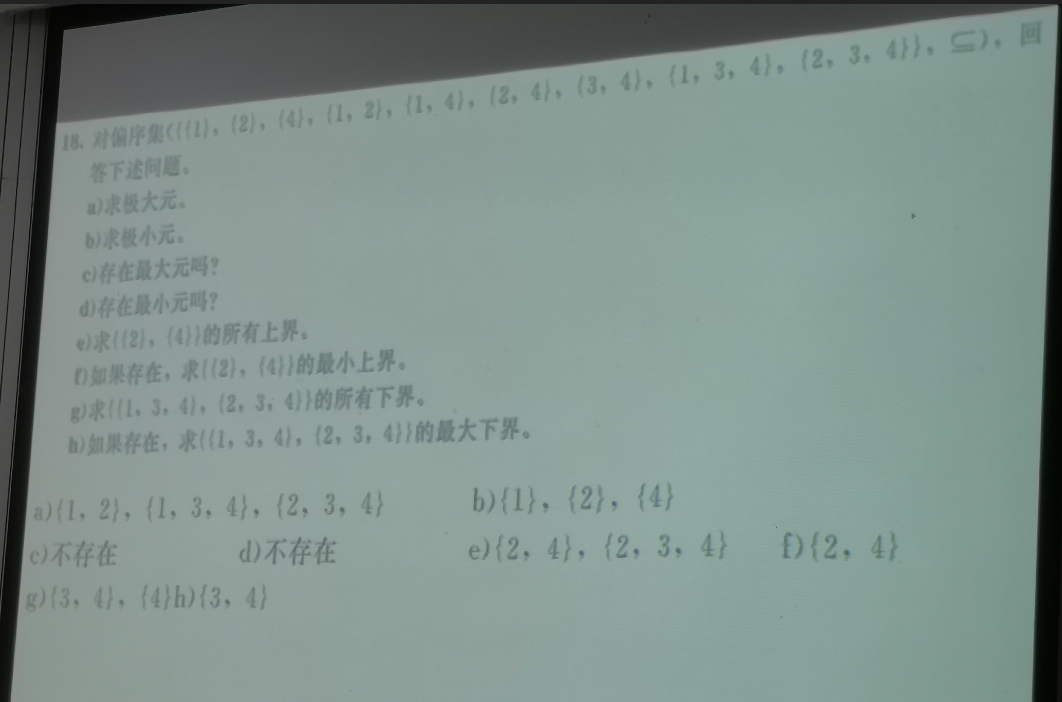 18. 对偏序集({{1}, {2}, {4}, {1, 2}, {1, 4}, {2, 4}, {3, 4}, {1, 3, 4}, {2, 3, 4}}, ⊆), 回
答下述问题。
a)求极大元。
b)求极小元。
c)存在最大元吗?
d)存在最小元吗?
e)求{{2}, {4}}的所有上界。
f)如果存在, 求{{2}, {4}}的最小上界。
g)求{{1, 3, 4}, {2, 3, 4}}的所有下界。
h)如果存在, 求{{1, 3, 4}, {2, 3, 4}}的最大下界。
a){1, 2}, {1, 3, 4}, {2, 3, 4} b){1}, {2}, {4}
c)不存在 d)不存在 e){2, 4}, {2, 3, 4} f){2, 4}
g){3, 4}, {4}h){3, 4}